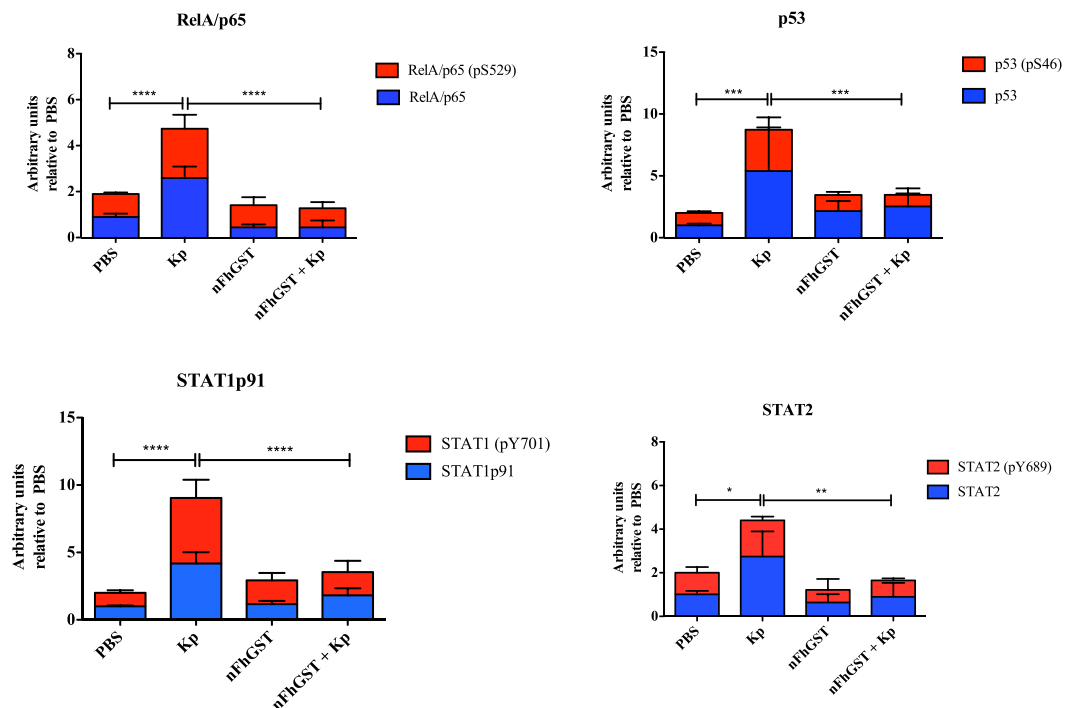 RelA/p65
8
6
4
2
0
Arbitrary units
relative to PBS
****
****
RelA/p65 (pS529)
RelA/p65
PBS
Kp
nFhGST
nFhGST + Kp
p53
15
10
5
0
Arbitrary units
relative to PBS
***
***
p53 (pS46)
p53
PBS
Kp
nFhGST
nFhGST + Kp
STAT1p91
15
10
5
0
Arbitrary units
relative to PBS
****
****
STAT1 (pY701)
STAT1p91
PBS
Kp
nFhGST
nFhGST + Kp
STAT2
8
6
4
2
0
Arbitrary units
relative to PBS
*
**
STAT2 (pY689)
STAT2
PBS
Kp
nFhGST
nFhGST + Kp